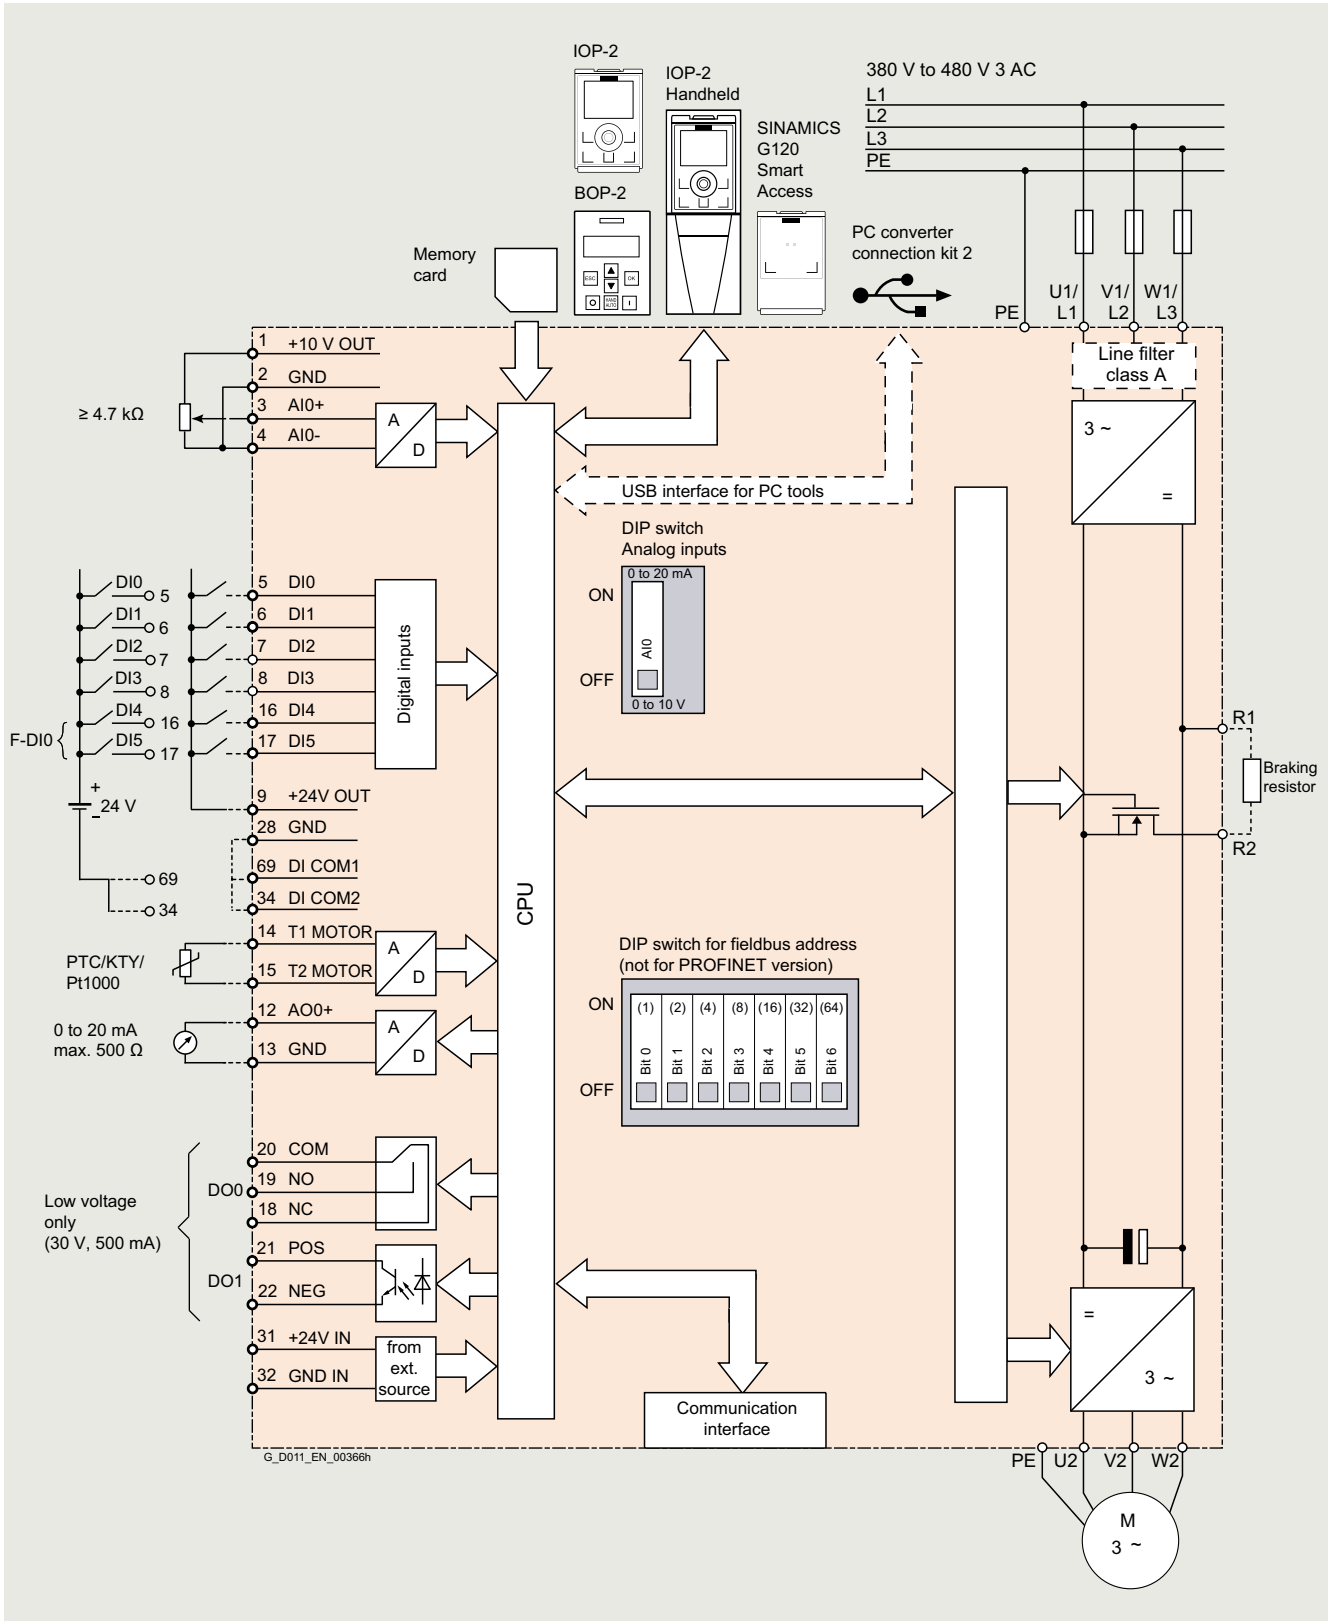 IOP-2
IOP-2
Handheld
380 V to 480 V 3 AC
L1
L2
L3
PE
SINAMICS
G120
Smart
Access
BOP-2
ESC
OK
HAND
AUTO
I
Memory
card
PC converter
connection kit 2
PE
U1/
L1
V1/
L2
W1/
L3
Line filter
class A
3 ~
=
≥ 4.7 kΩ
1 +10 V OUT
2 GND
3 AI0+
4 AI0-
A
D
USB interface for PC tools
DIP switch
Analog inputs
0 to 20 mA
ON
AI0
OFF
0 to 10 V
DI0 5
DI1 6
DI2 7
DI3 8
DI4 16
DI5 17
F-DI0
+
24 V
–
69
34
5 DI0
6 DI1
7 DI2
8 DI3
16 DI4
17 DI5
Digital inputs
9 +24V OUT
28 GND
69 DI COM1
34 DI COM2
CPU
R1
Braking
resistor
R2
PTC/KTY/
Pt1000
14 T1 MOTOR
15 T2 MOTOR
A
D
0 to 20 mA
max. 500 Ω
12 AO0+
13 GND
A
D
DIP switch for fieldbus address
(not for PROFINET version)
ON
(1) (2) (4) (8) (16) (32) (64)
Bit 0 Bit 1 Bit 2 Bit 3 Bit 4 Bit 5 Bit 6
OFF
Low voltage
only
(30 V, 500 mA)
DO0
20 COM
19 NO
18 NC
DO1
21 POS
22 NEG
31 +24V IN
32 GND IN
from
ext.
source
Communication
interface
=
3 ~
G_D011_EN_00366h
PE U2 V2 W2
M
3 ~